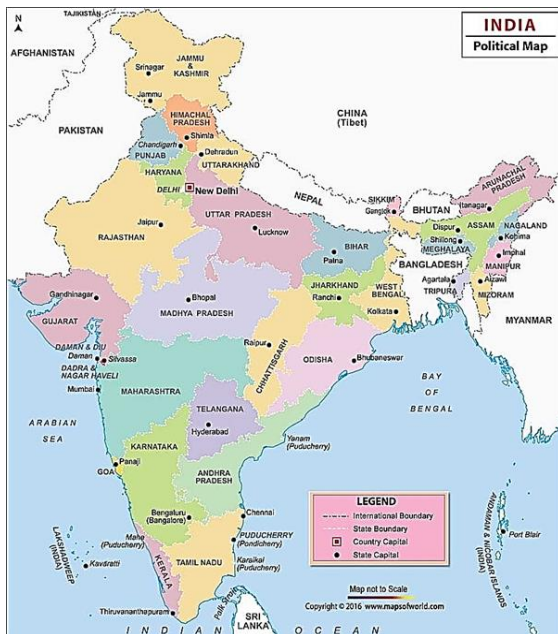 TAJIKISTAN
N
INDIA
Political Map
AFGHANISTAN
JAMMU
&
KASHMIR
Srinagar
Jammu
CHINA
(Tibet)
PAKISTAN
HIMACHAL
PRADESH
Shimla
Chandigarh
PUNJAB
Dehradun
UTTARAKHAND
HARYANA
DELHI
New Delhi
ARUNACHAL
PRADESH
NEPAL
SIKKIM
Gangtok
BHUTAN
Itanagar
UTTAR PRADESH
Lucknow
Jaipur
RAJASTHAN
Dispur
ASSAM
NAGALAND
Kohima
Shillong
MEGHALAYA
BIHAR
Patna
Imphal
MANIPUR
BANGLADESH
Agartala
TRIPURA
Aizawl
MIZORAM
JHARKHAND
Ranchi
WEST
BENGAL
Kolkata
Gandhinagar
GUJARAT
Bhopal
MADHYA PRADESH
MYANMAR
DAMAN & DIU
Daman
Silvassa
DADRA &
NAGAR HAVELI
Raipur
CHHATTISGARH
ODISHA
Bhubaneswar
Mumbai
MAHARASHTRA
BAY
OF
BENGAL
ARABIAN
SEA
TELANGANA
Hyderabad
Yanam
(Puducherry)
KARNATAKA
Panaji
GOA
ANDHRA
PRADESH
LEGEND
International Boundary
State Boundary
Country Capital
State Capital
Bengaluru
(Bangalore)
Chennai
Mahe
(Puducherry)
PUDUCHERRY
(Pondicherry)
Karaikal
(Puducherry)
LAKSHADWEEP
(INDIA)
Kavaratti
KERALA
TAMIL NADU
ANDAMAN & NICOBAR ISLANDS
(INDIA)
Port Blair
Map not to Scale
Copyright © 2016 www.mapsofworld.com
Thiruvananthapuram
Palk Strait
SRI
LANKA
INDIAN OCEAN